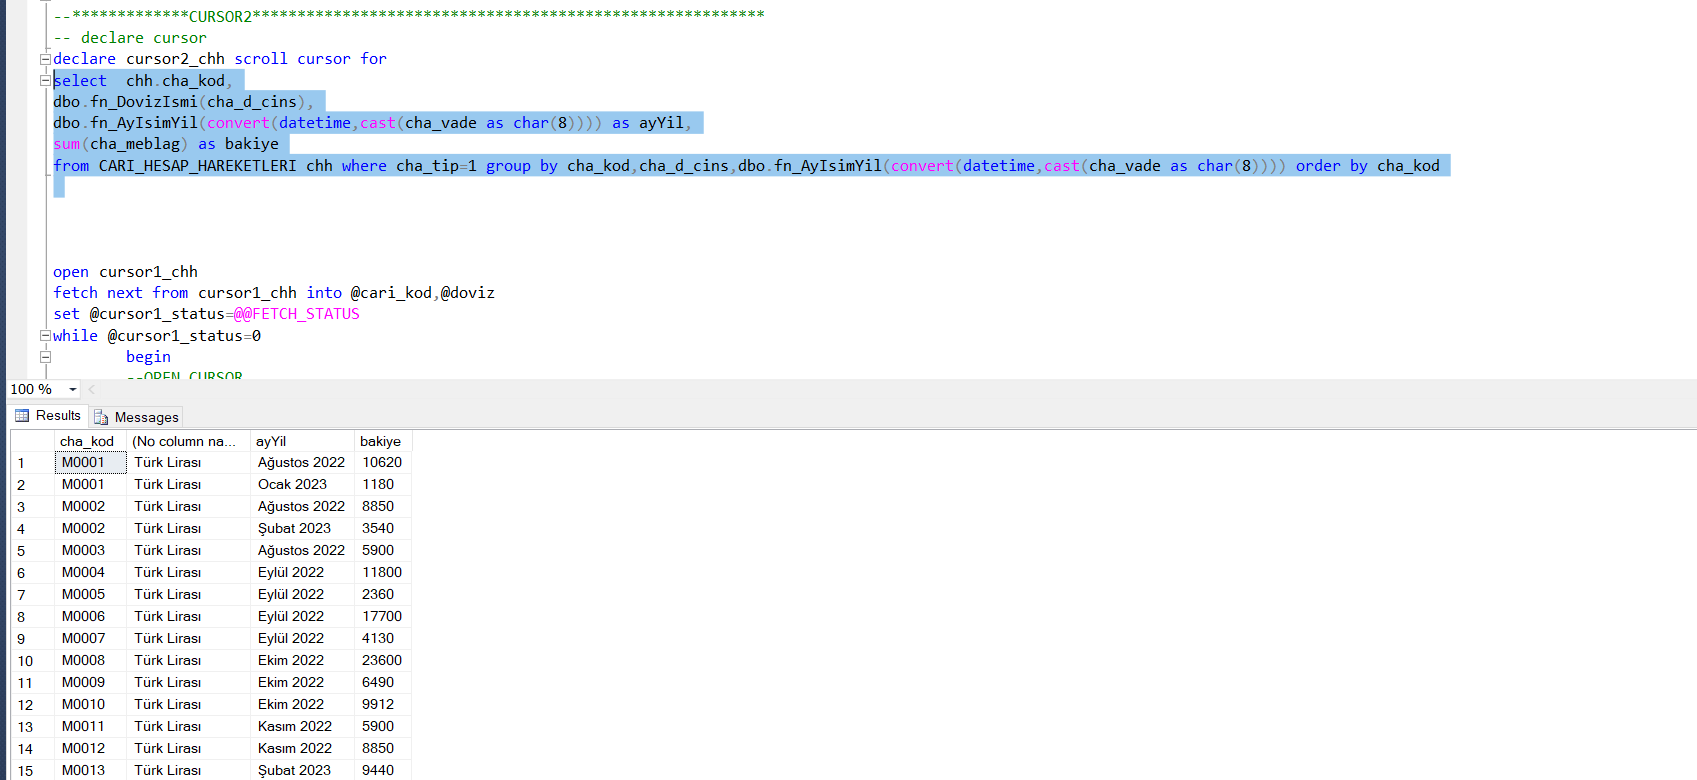 --*************CURSOR2*********************************************************
-- declare cursor
declare cursor2_chh scroll cursor for
select  chh.cha_kod,
dbo.fn_DovizIsmi(cha_d_cins),
dbo.fn_AyIsimYil(convert(datetime,cast(cha_vade as char(8)))) as ayYil,
sum(cha_meblag) as bakiye
from CARI_HESAP_HAREKETLERI chh where cha_tip=1 group by cha_kod,cha_d_cins,dbo.fn_AyIsimYil(convert(datetime,cast(cha_vade as char(8)))) order by cha_kod
open cursor1_chh
fetch next from cursor1_chh into @cari_kod,@doviz
set @cursor1_status=@@FETCH_STATUS
while @cursor1_status=0
begin
--OPEN CURSOR
100 %
Results Messages
cha_kod (No column na... ayYil bakiye
1 M0001 Türk Lirası Ağustos 2022 10620
2 M0001 Türk Lirası Ocak 2023 1180
3 M0002 Türk Lirası Ağustos 2022 8850
4 M0002 Türk Lirası Şubat 2023 3540
5 M0003 Türk Lirası Ağustos 2022 5900
6 M0004 Türk Lirası Eylül 2022 11800
7 M0005 Türk Lirası Eylül 2022 2360
8 M0006 Türk Lirası Eylül 2022 17700
9 M0007 Türk Lirası Eylül 2022 4130
10 M0008 Türk Lirası Ekim 2022 23600
11 M0009 Türk Lirası Ekim 2022 6490
12 M0010 Türk Lirası Ekim 2022 9912
13 M0011 Türk Lirası Kasım 2022 5900
14 M0012 Türk Lirası Kasım 2022 8850
15 M0013 Türk Lirası Şubat 2023 9440